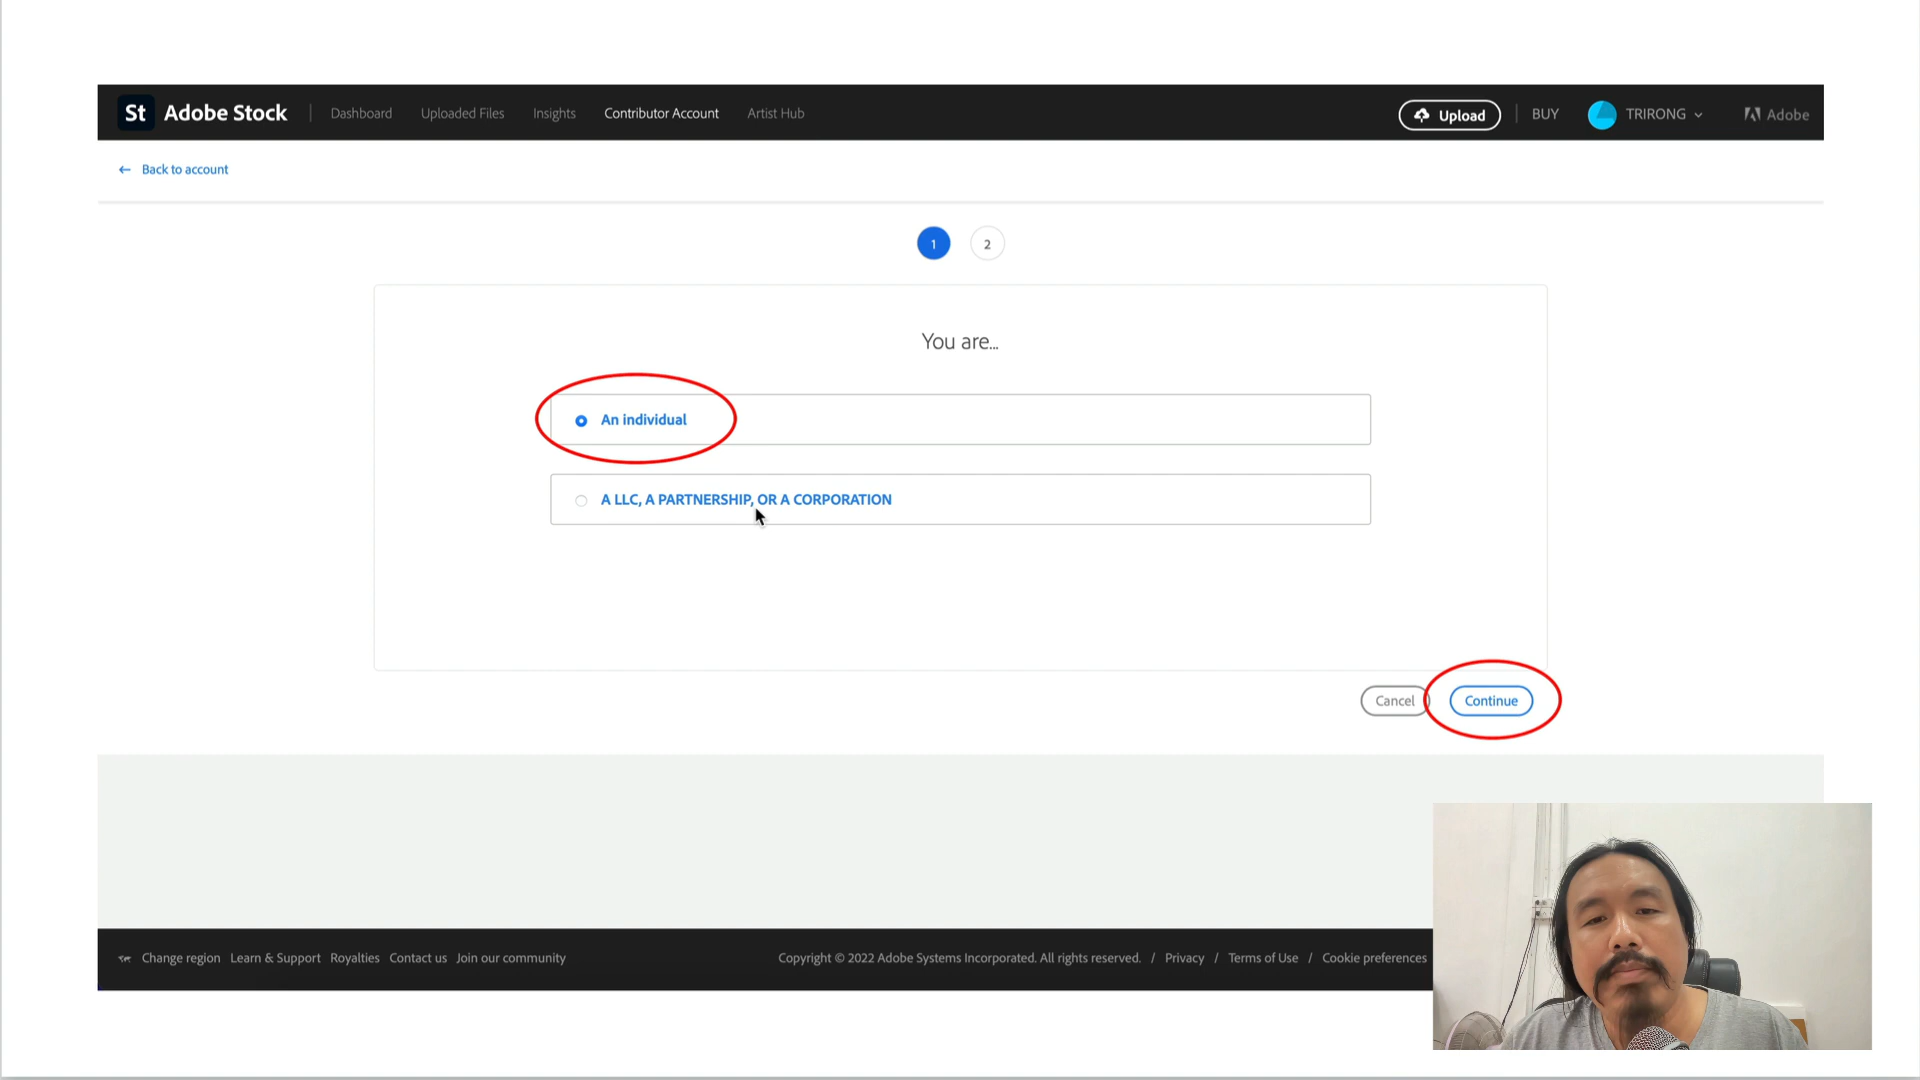 St Adobe Stock Dashboard Uploaded Files Insights Contributor Account Artist Hub Upload BUY TRIRONG Adobe
← Back to account
1 2
You are...
An individual
A LLC, A PARTNERSHIP, OR A CORPORATION
Cancel Continue
Change region Learn & Support Royalties Contact us Join our community Copyright © 2022 Adobe Systems Incorporated. All rights reserved. / Privacy / Terms of Use / Cookie preferences